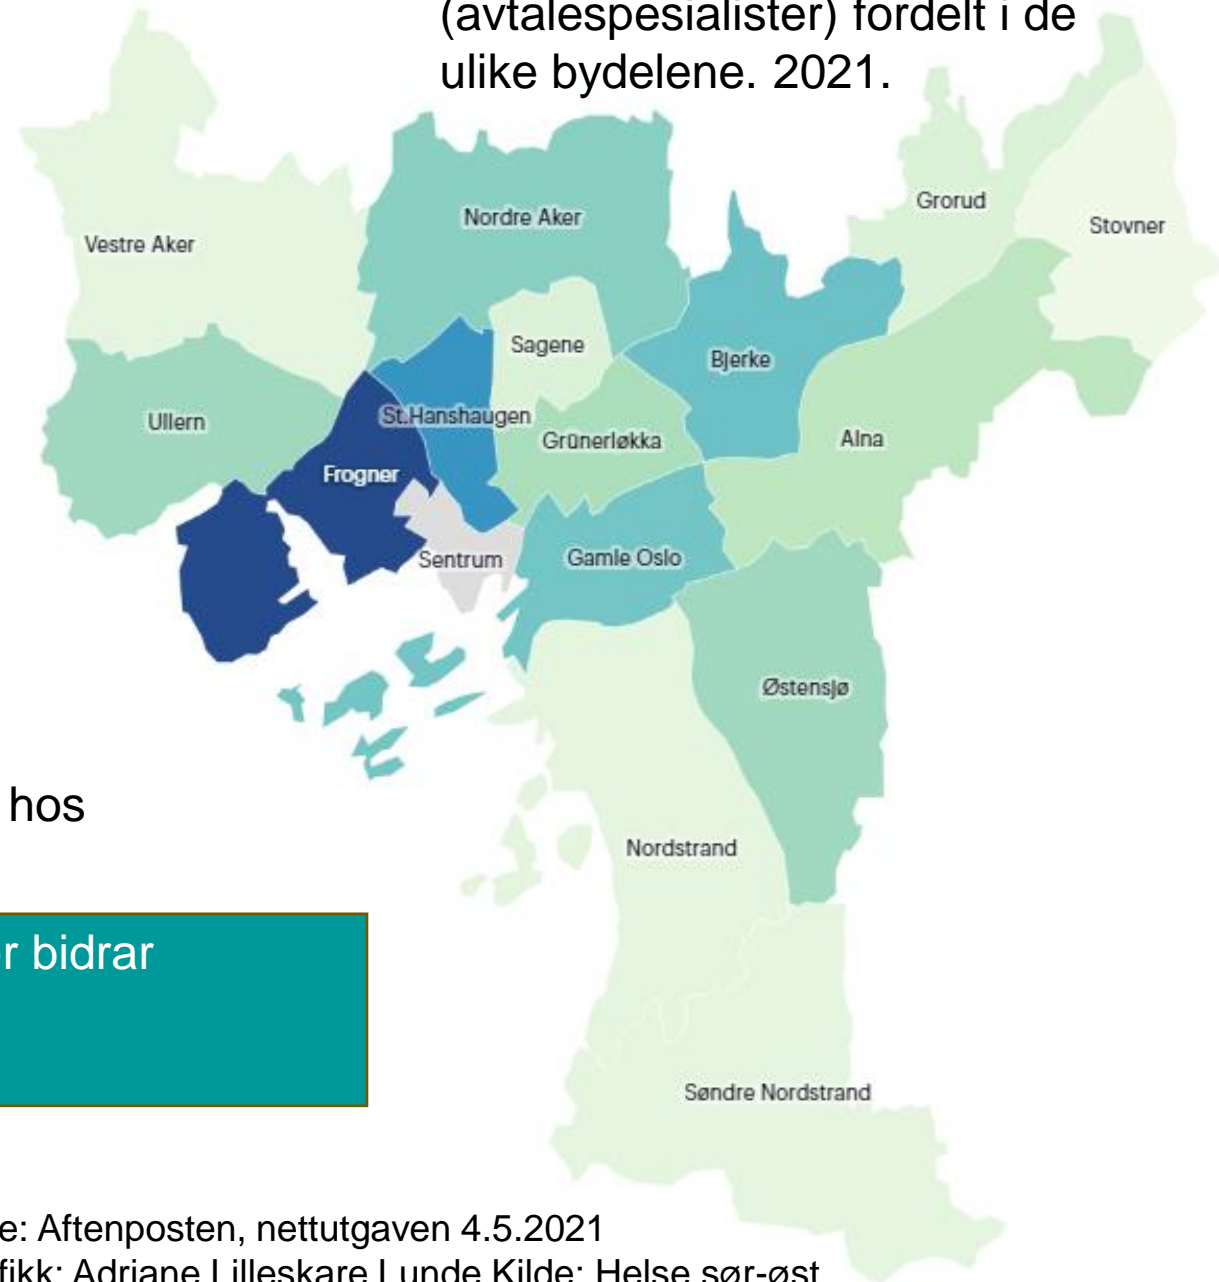 (avtalespesialister) fordelt i de
ulike bydelene. 2021.
Grorud
Nordre Aker
Stovner
Vestre Aker
Sagene
Bjerke
St.Hanshaugen
Ullern
Grünerløkka
Alna
Frogner
Sentrum
Gamle Oslo
Østensjø
hos
Nordstrand
r bidrar
Søndre Nordstrand
e: Aftenposten, nettutgaven 4.5.2021
fikk: Adriane Lilleskare Lunde Kilde: Helse sør-øst